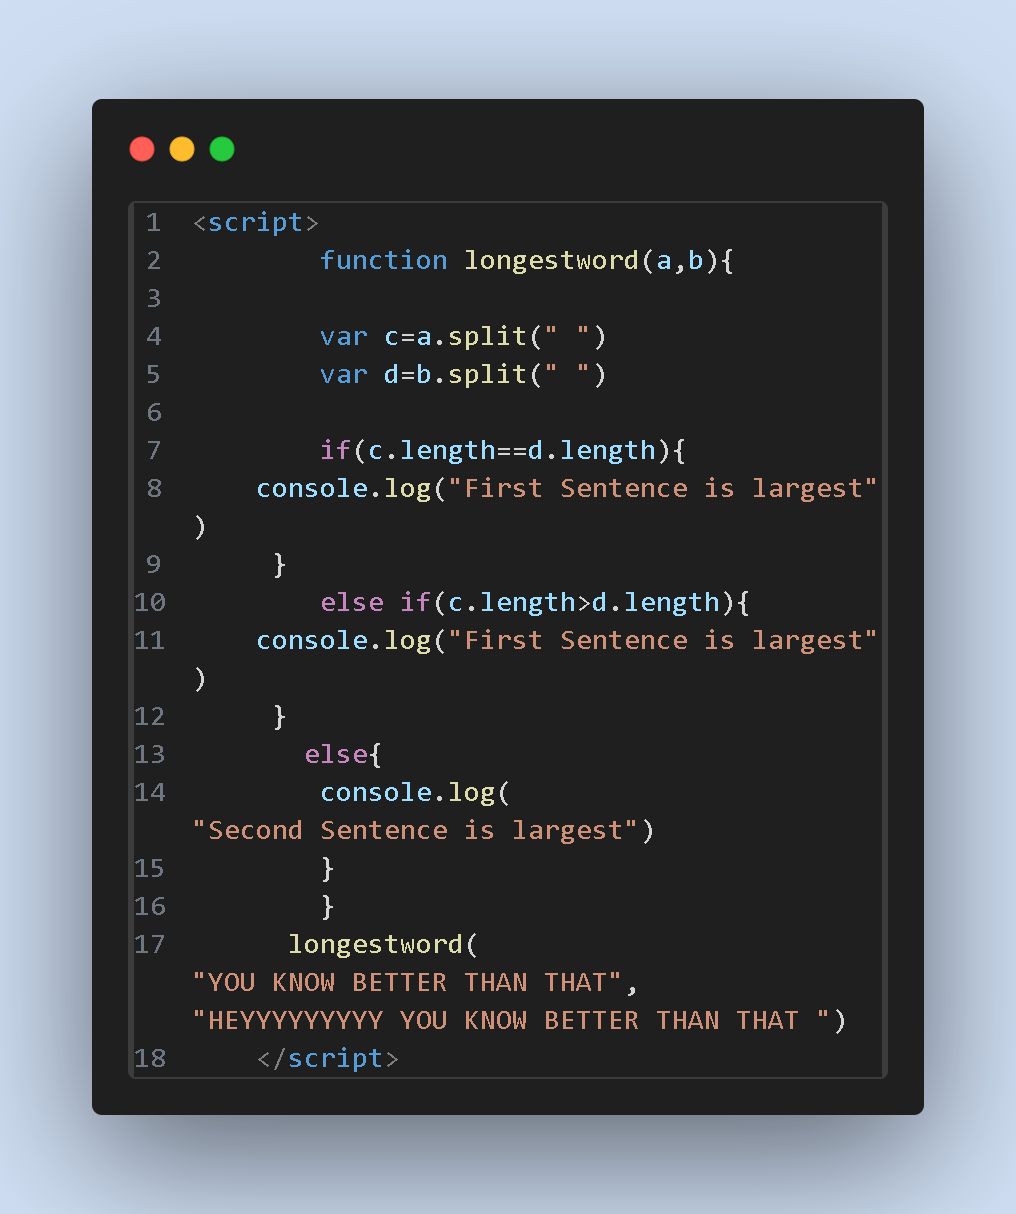 1 <script>
2 function longestword(a,b){
3
4 var c=a.split(" ")
5 var d=b.split(" ")
6
7 if(c.length==d.length){
8 console.log("First Sentence is largest"
)
9 }
10 else if(c.length>d.length){
11 console.log("First Sentence is largest"
)
12 }
13 else{
14 console.log(
"Second Sentence is largest")
15 }
16 }
17 longestword(
"YOU KNOW BETTER THAN THAT",
"HEYYYYYYYYY YOU KNOW BETTER THAN THAT ")
18 </script>